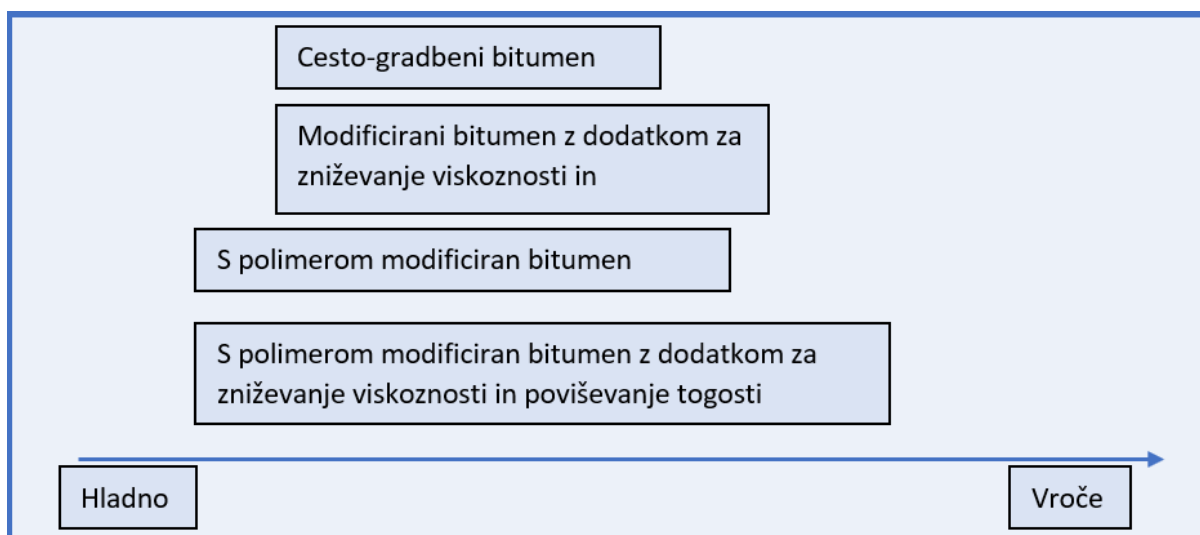 Cesto-gradbeni bitumen
Modificirani bitumen z dodatkom za
zniževanje viskoznosti in
S polimerom modificiran bitumen
S polimerom modificiran bitumen z dodatkom za
zniževanje viskoznosti in poviševanje togosti
Hladno
Vroče